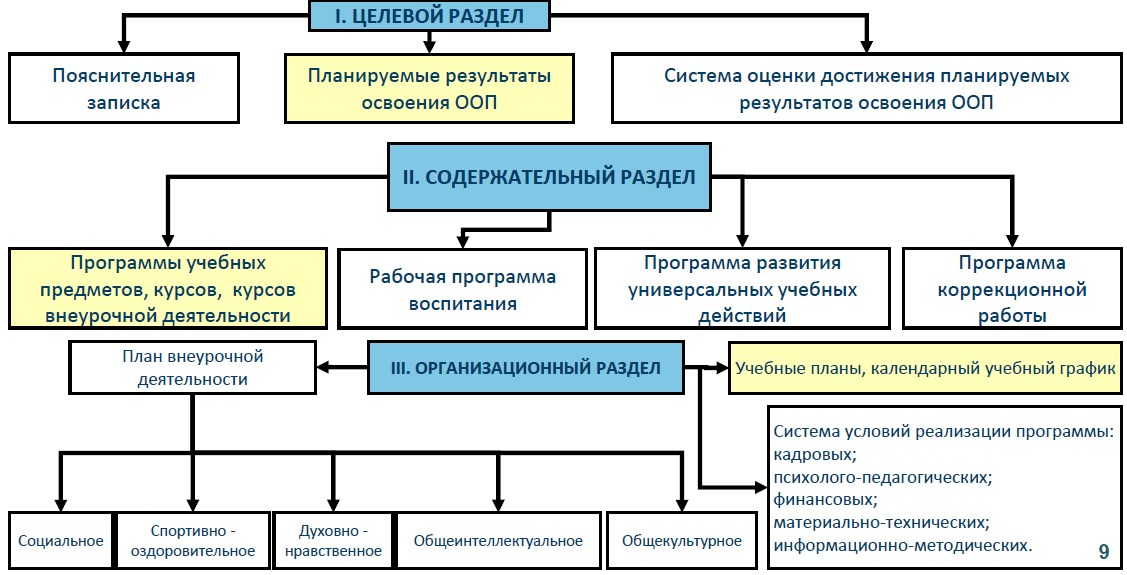 I. ЦЕЛЕВОЙ РАЗДЕЛ
Пояснительная
записка
Планируемые результаты
освоения ООП
Система оценки достижения планируемых
результатов освоения ООП
II. СОДЕРЖАТЕЛЬНЫЙ РАЗДЕЛ
Программы учебных
предметов, курсов, курсов
внеурочной деятельности
Рабочая программа
воспитания
Программа развития
универсальных учебных
действий
Программа
коррекционной
работы
План внеурочной
деятельности
III. ОРГАНИЗАЦИОННЫЙ РАЗДЕЛ
Учебные планы, календарный учебный график
Система условий реализации программы:
кадровых;
психолого-педагогических;
финансовых;
материально-технических;
информационно-методических.
Социальное
Спортивно -
оздоровительное
Духовно -
нравственное
Общеинтеллектуальное
Общекультурное
9